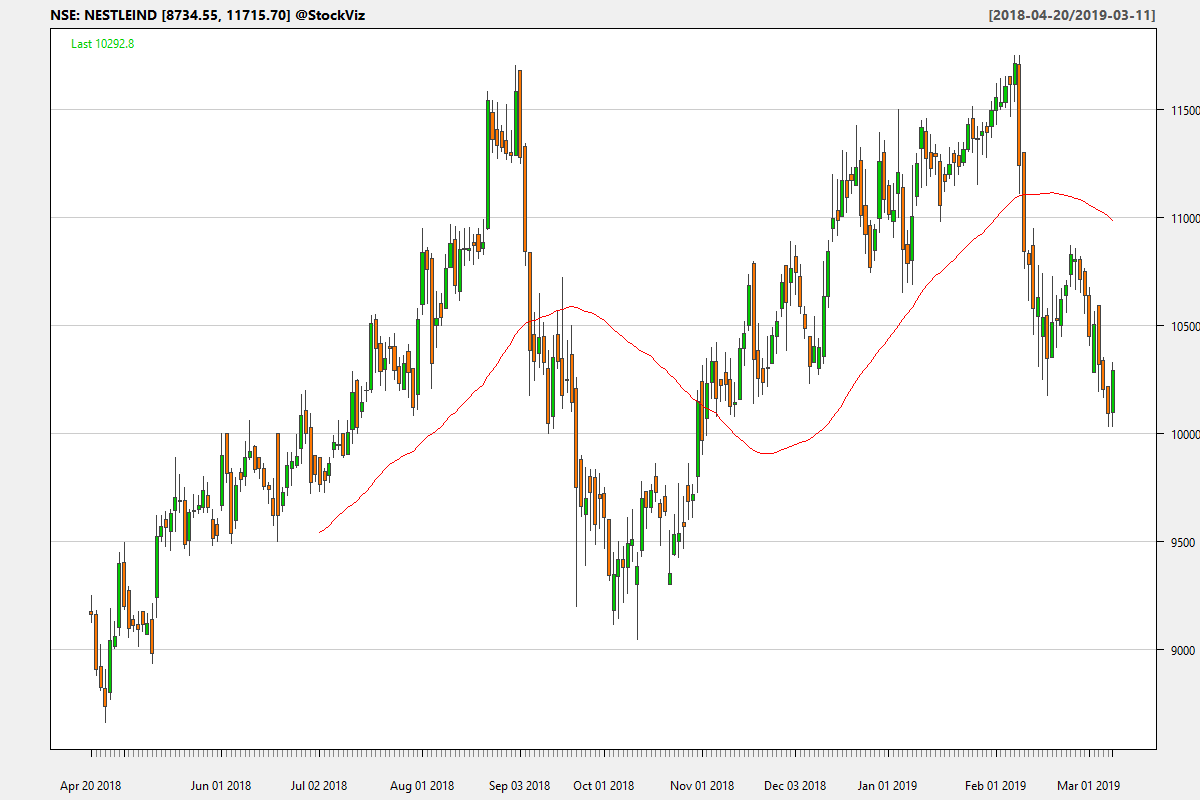 NSE: NESTLEIND [8734.55, 11715.70] @StockViz
[2018-04-20/2019-03-11]
Last 10292.8
11500
11000
10500
10000
9500
9000
Apr 20 2018
Jun 01 2018
Jul 02 2018
Aug 01 2018
Sep 03 2018
Oct 01 2018
Nov 01 2018
Dec 03 2018
Jan 01 2019
Feb 01 2019
Mar 01 2019